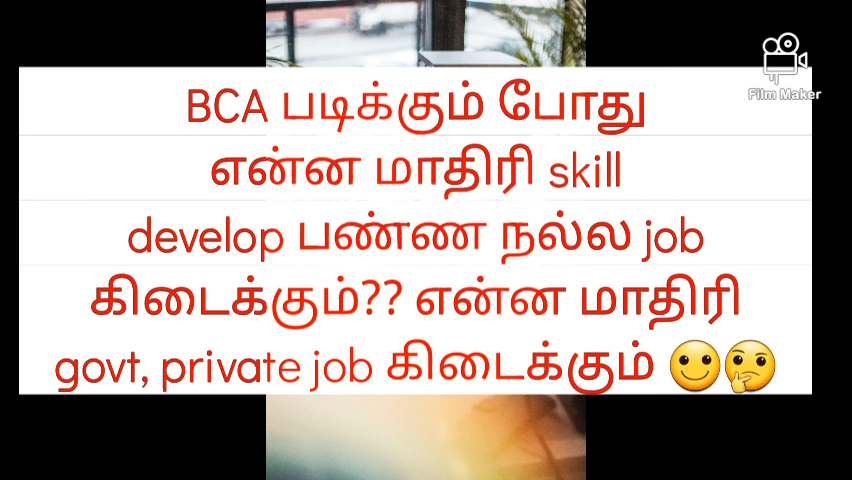 BCA படிக்கும் போது
என்ன மாதிரி skill
develop பண்ண நல்ல job
கிடைக்கும்?? என்ன மாதிரி
govt, private job கிடைக்கும் 🙂🤔
Film Maker